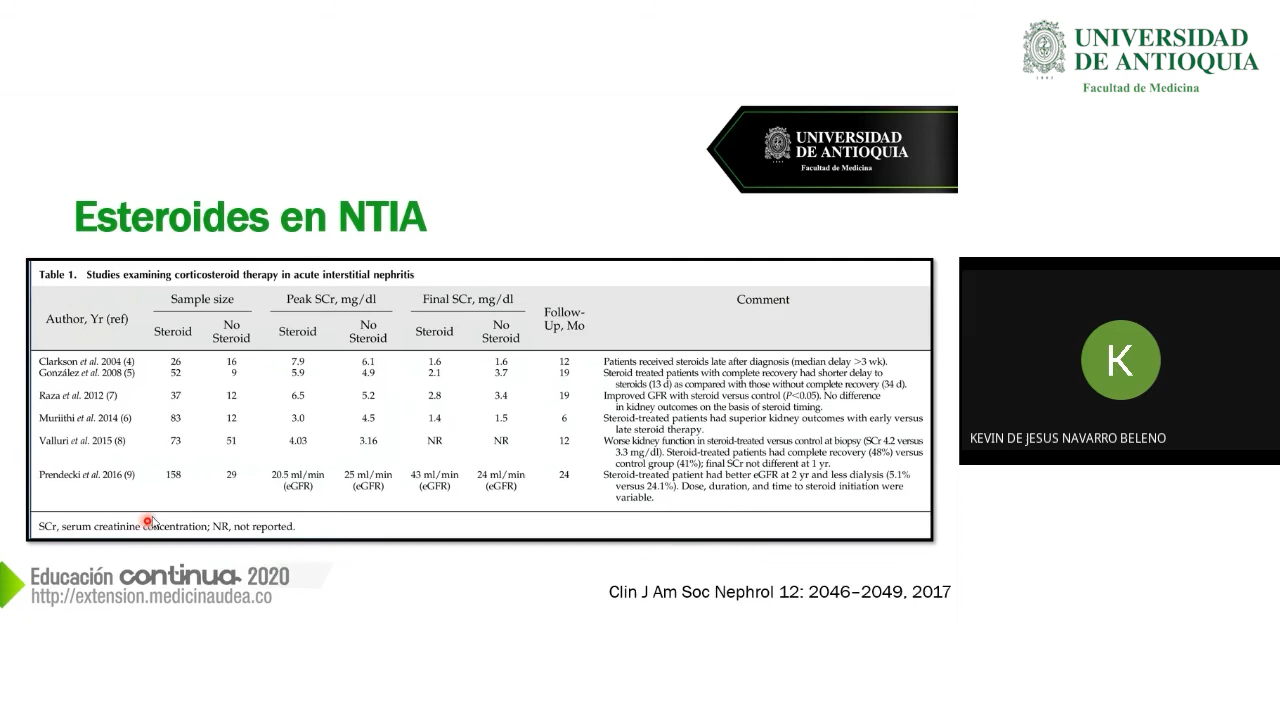 UNIVERSIDAD
DE ANTIOQUIA
1803
Facultad de Medicina
UNIVERSIDAD
DE ANTIOQUIA
Facultad de Medicina
Esteroides en NTIA
Table 1. Studies examining corticosteroid therapy in acute interstitial nephritis
Author, Yr (ref) Sample size Peak SCr, mg/dl Final SCr, mg/dl Follow-Up, Mo Comment
Steroid No Steroid Steroid No Steroid Steroid No Steroid
Clarkson et al. 2004 (4) 26 16 7.9 6.1 1.6 1.6 12 Patients received steroids late after diagnosis (median delay >3 wk).
González et al. 2008 (5) 52 9 5.9 4.9 2.1 3.7 19 Steroid treated patients with complete recovery had shorter delay to
steroids (13 d) as compared with those without complete recovery (34 d).
Raza et al. 2012 (7) 37 12 6.5 5.2 2.8 3.4 19 Improved GFR with steroid versus control (P<0.05). No difference
in kidney outcomes on the basis of steroid timing.
Muriithi et al. 2014 (6) 83 12 3.0 4.5 1.4 1.5 6 Steroid-treated patients had superior kidney outcomes with early versus
late steroid therapy.
Valluri et al. 2015 (8) 73 51 4.03 3.16 NR NR 12 Worse kidney function in steroid-treated versus control at biopsy (SCr 4.2 versus
3.3 mg/dl). Steroid-treated patients had complete recovery (48%) versus
control group (41%); final SCr not different at 1 yr.
Prendecki et al. 2016 (9) 158 29 20.5 ml/min 25 ml/min 43 ml/min 24 ml/min 24 Steroid-treated patient had better eGFR at 2 yr and less dialysis (5.1%
(eGFR) (eGFR) (eGFR) (eGFR) versus 24.1%). Dose, duration, and time to steroid initiation were
variable.
SCr, serum creatinine concentration; NR, not reported.
Educación continua 2020
http://extension.medicinaudea.co
Clin J Am Soc Nephrol 12: 2046–2049, 2017
K
KEVIN DE JESUS NAVARRO BELENO